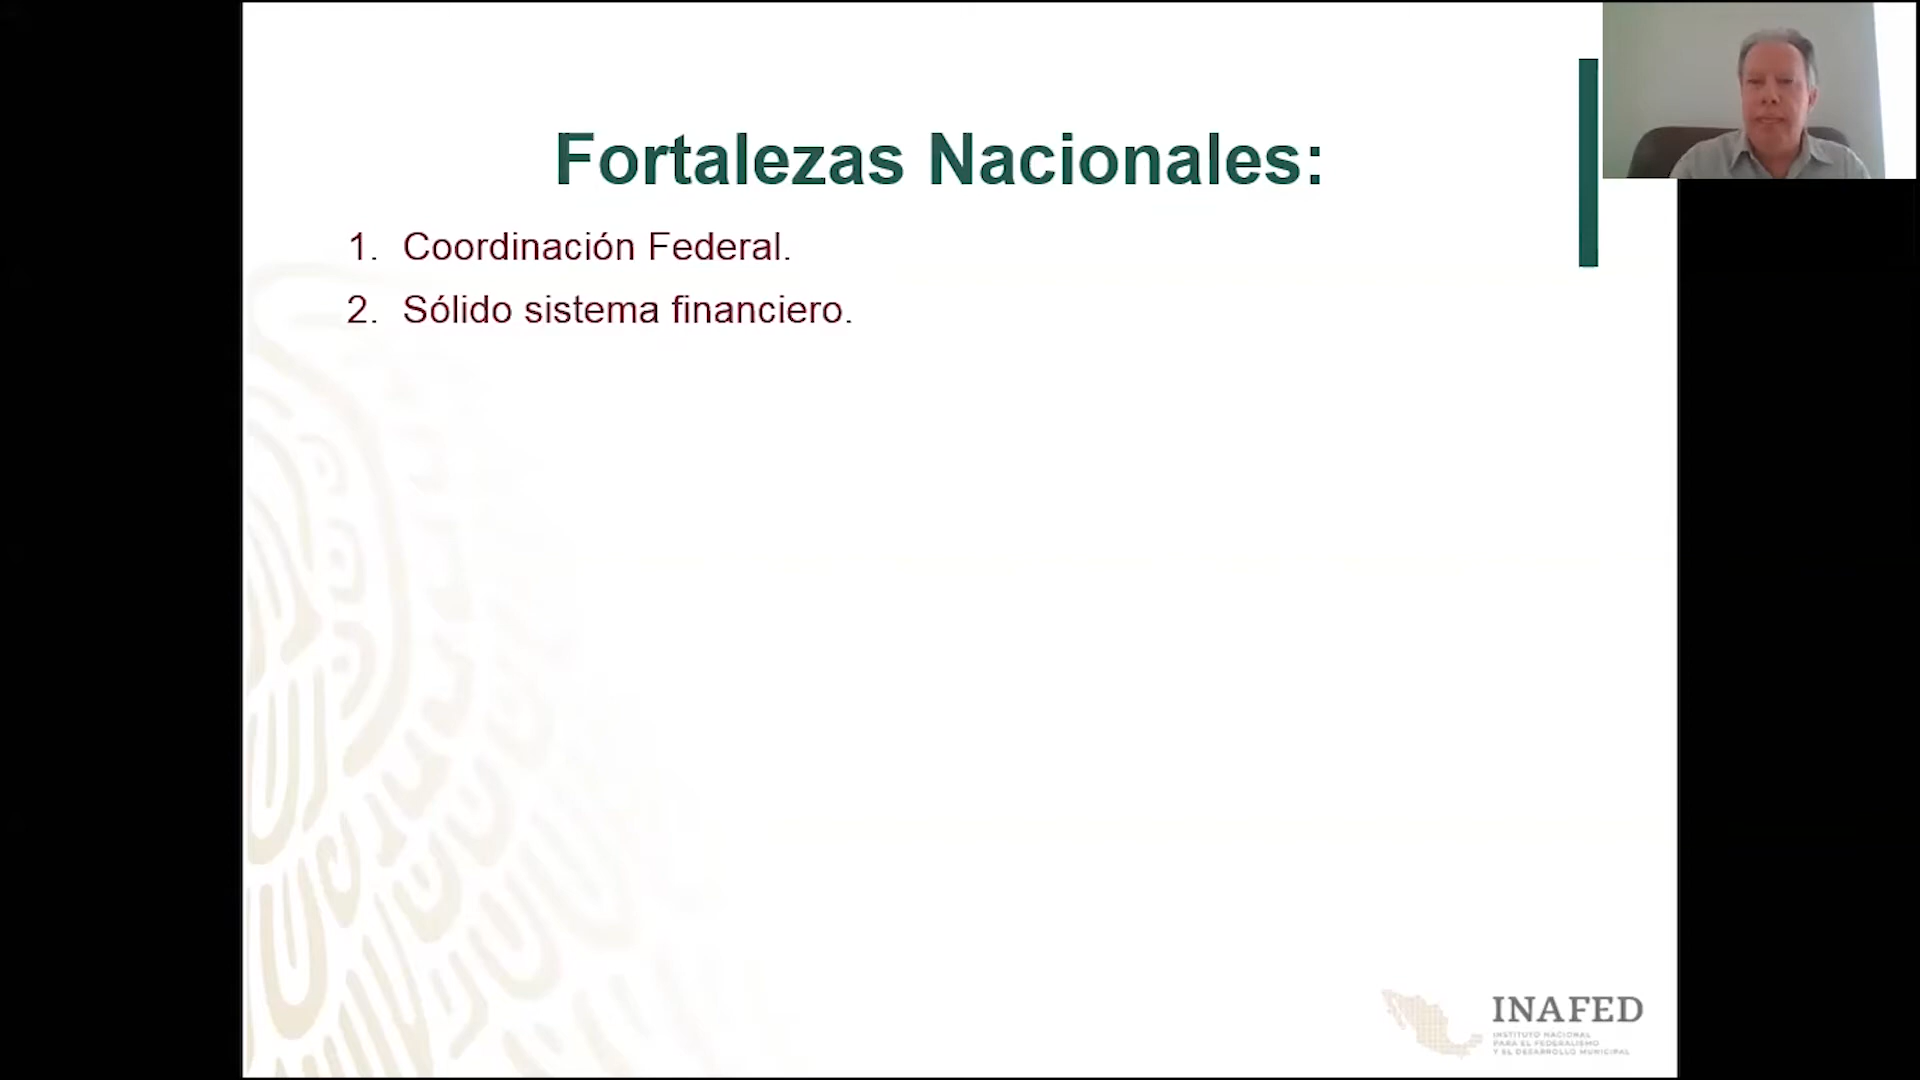 Fortalezas Nacionales:
1. Coordinación Federal.
2. Sólido sistema financiero.
INAFED
INSTITUTO NACIONAL
PARA EL FEDERALISMO
Y EL DESARROLLO MUNICIPAL